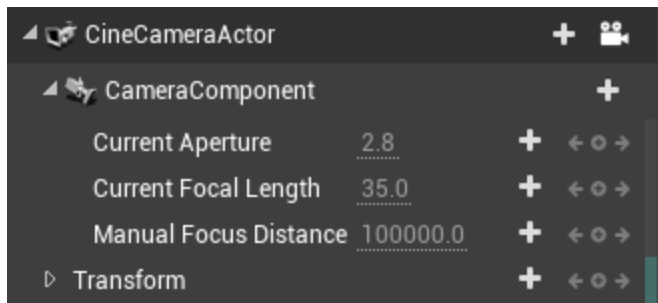 CineCameraActor
CameraComponent
Current Aperture 2.8
Current Focal Length 35.0
Manual Focus Distance 100000.0
Transform